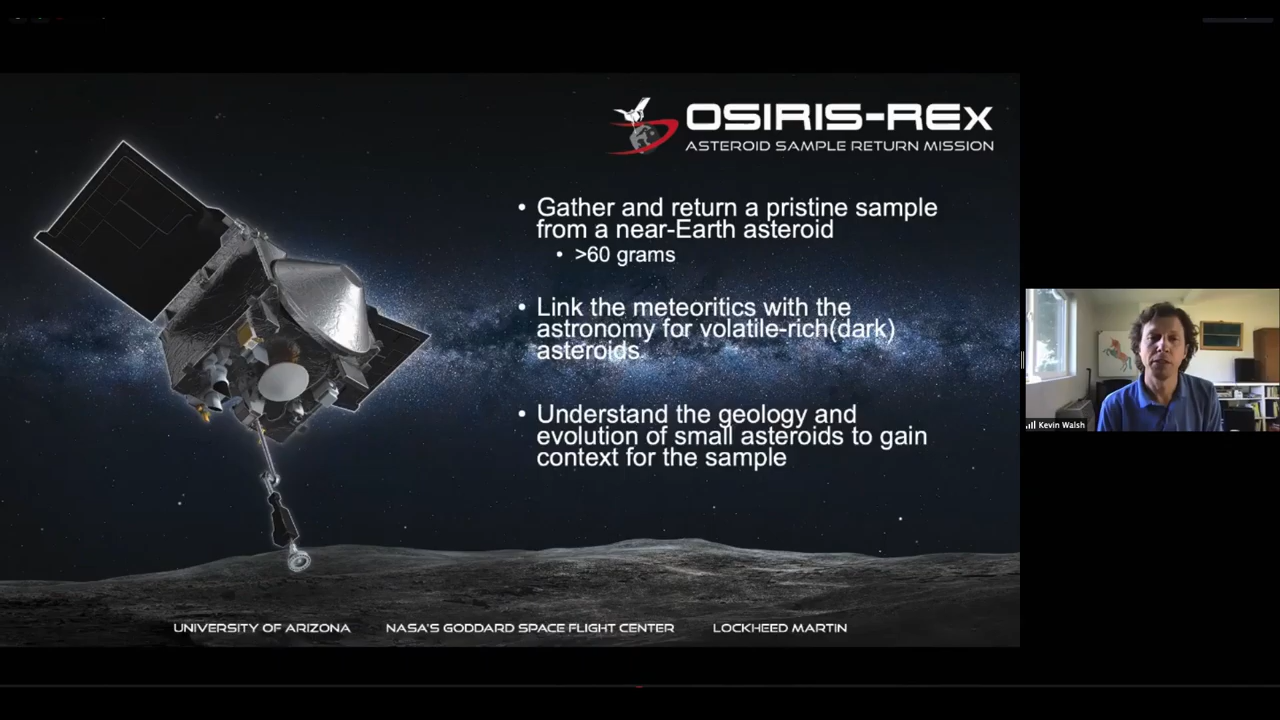 OSIRIS-REx
ASTEROID SAMPLE RETURN MISSION
• Gather and return a pristine sample
from a near-Earth asteroid
• >60 grams
• Link the meteoritics with the
astronomy for volatile-rich(dark)
asteroids.
• Understand the geology and
evolution of small asteroids to gain
context for the sample
Kevin Walsh
UNIVERSITY OF ARIZONA NASA'S GODDARD SPACE FLIGHT CENTER LOCKHEED MARTIN